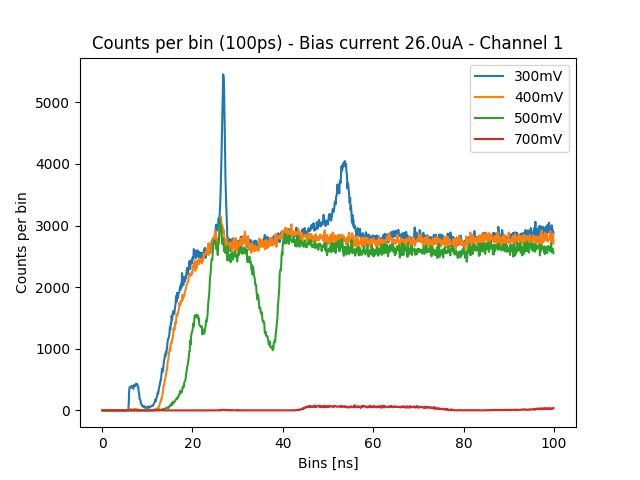 Counts per bin (100ps) - Bias current 26.0uA - Channel 1
300mV
400mV
500mV
700mV
Counts per bin
5000
4000
3000
2000
1000
0
0 20 40 60 80 100
Bins [ns]